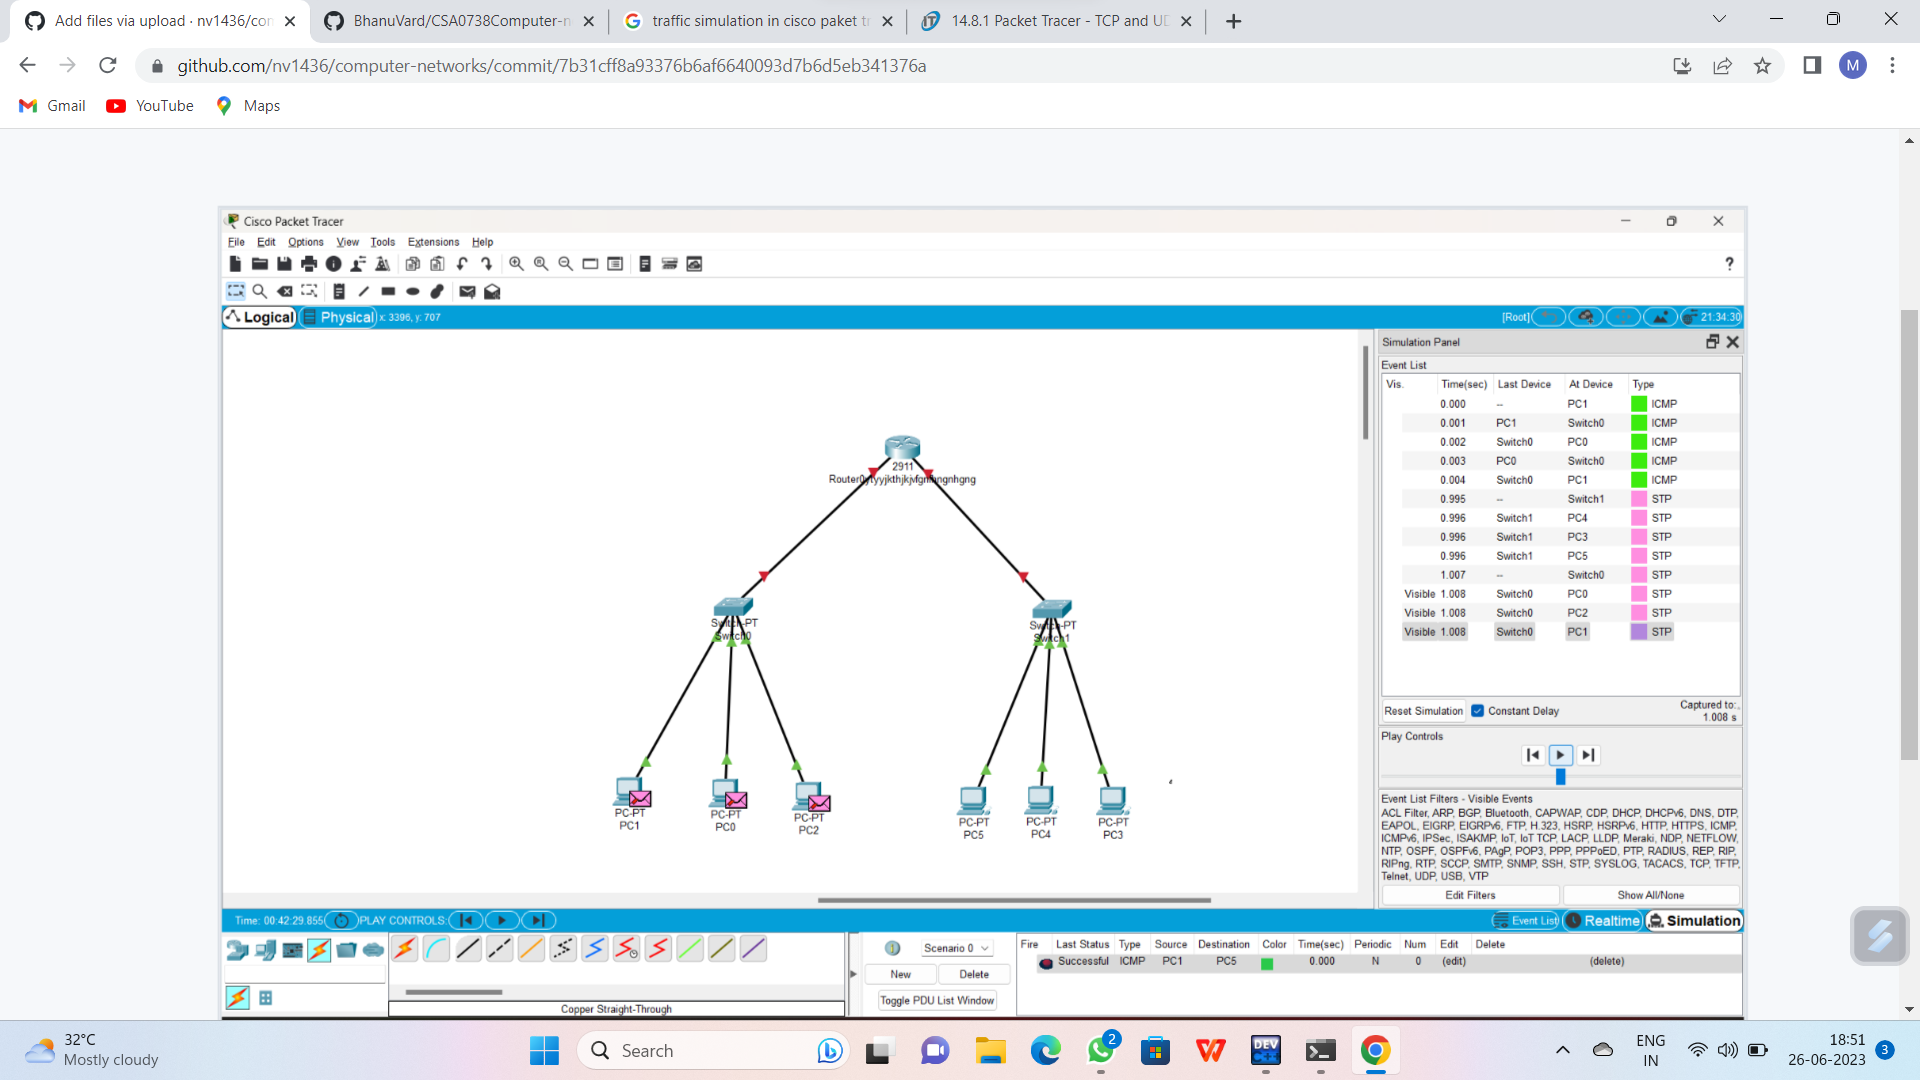 Add files via upload · nv1436/con
BhanuVard/CSA0738Computer-n
traffic simulation in cisco paket tr
14.8.1 Packet Tracer - TCP and UD
github.com/nv1436/computer-networks/commit/7b31cff8a93376b6af6640093d7b6d5eb341376a
M
Gmail YouTube Maps
Cisco Packet Tracer
File Edit Options View Tools Extensions Help
?
Logical Physical x: 3396, y: 707
[Root] 21:34:30
2911
PC-PT
PC1
PC-PT
PC0
PC-PT
PC2
Switch-PT
Switch0
Switch-PT
Switch1
PC-PT
PC5
PC-PT
PC4
PC-PT
PC3
Simulation Panel
Event List
Vis. Time(sec) Last Device At Device Type
0.000 -- PC1 ICMP
0.001 PC1 Switch0 ICMP
0.002 Switch0 PC0 ICMP
0.003 PC0 Switch0 ICMP
0.004 Switch0 PC1 ICMP
0.995 -- Switch1 STP
0.996 Switch1 PC4 STP
0.996 Switch1 PC3 STP
0.996 Switch1 PC5 STP
1.007 -- Switch0 STP
Visible 1.008 Switch0 PC0 STP
Visible 1.008 Switch0 PC2 STP
Visible 1.008 Switch0 PC1 STP
Reset Simulation Constant Delay
Captured to:
1.008 s
Play Controls
Event List Filters - Visible Events
ACL Filter, ARP, BGP, Bluetooth, CAPWAP, CDP, DHCP, DHCPv6, DNS, DTP,
EAPOL, EIGRP, EIGRPv6, FTP, H.323, HSRP, HSRPv6, HTTP, HTTPS, ICMP,
ICMPv6, IPSec, ISAKMP, IoT, IoT TCP, LACP, LLDP, Meraki, NDP, NETFLOW,
NTP, OSPF, OSPFv6, PAgP, POP3, PPP, PPPoED, PTP, RADIUS, REP, RIP,
RIPng, RTP, SCCP, SMTP, SNMP, SSH, STP, SYSLOG, TACACS, TCP, TFTP,
Telnet, UDP, USB, VTP
Edit Filters Show All/None
Time: 00:42:29.855 PLAY CONTROLS:
Event List Realtime Simulation
Scenario 0
New Delete
Toggle PDU List Window
Copper Straight-Through
Fire Last Status Type Source Destination Color Time(sec) Periodic Num Edit Delete
Successful ICMP PC1 PC5 0.000 N 0 (edit) (delete)
32°C
Mostly cloudy
Search
2
DEV
C++
ENG
IN
18:51
26-06-2023
3